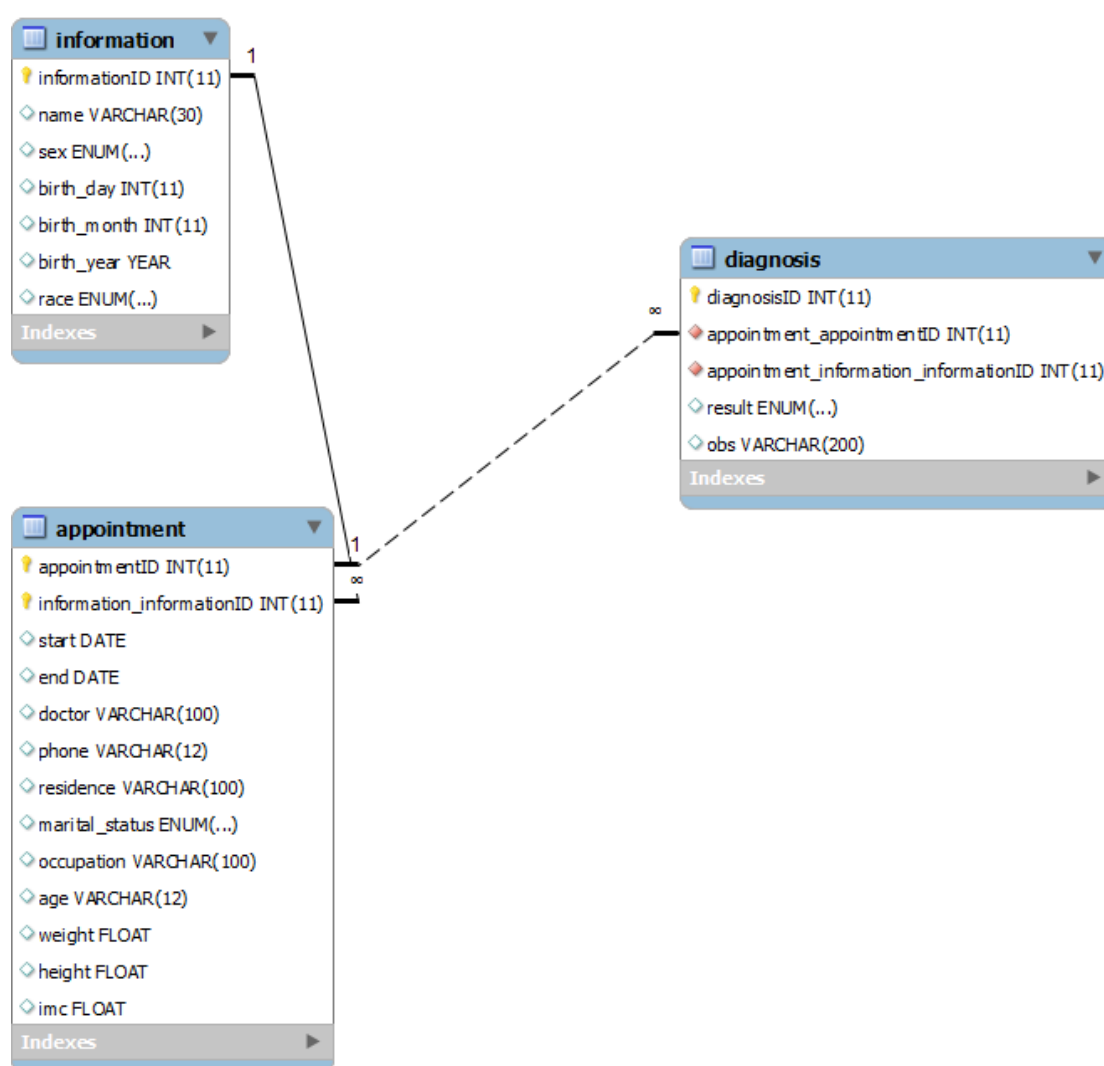 information
1
informationID INT(11)
name VARCHAR(30)
sex ENUM(...)
birth_day INT(11)
birth_month INT(11)
birth_year YEAR
race ENUM(...)
Indexes
diagnosis
diagnosisID INT(11)
∞
appointment_appointmentID INT(11)
appointment_information_informationID INT(11)
result ENUM(...)
obs VARCHAR(200)
Indexes
appointment
1
appointmentID INT(11)
∞
information_informationID INT(11)
start DATE
end DATE
doctor VARCHAR(100)
phone VARCHAR(12)
residence VARCHAR(100)
marital_status ENUM(...)
occupation VARCHAR(100)
age VARCHAR(12)
weight FLOAT
height FLOAT
imc FLOAT
Indexes